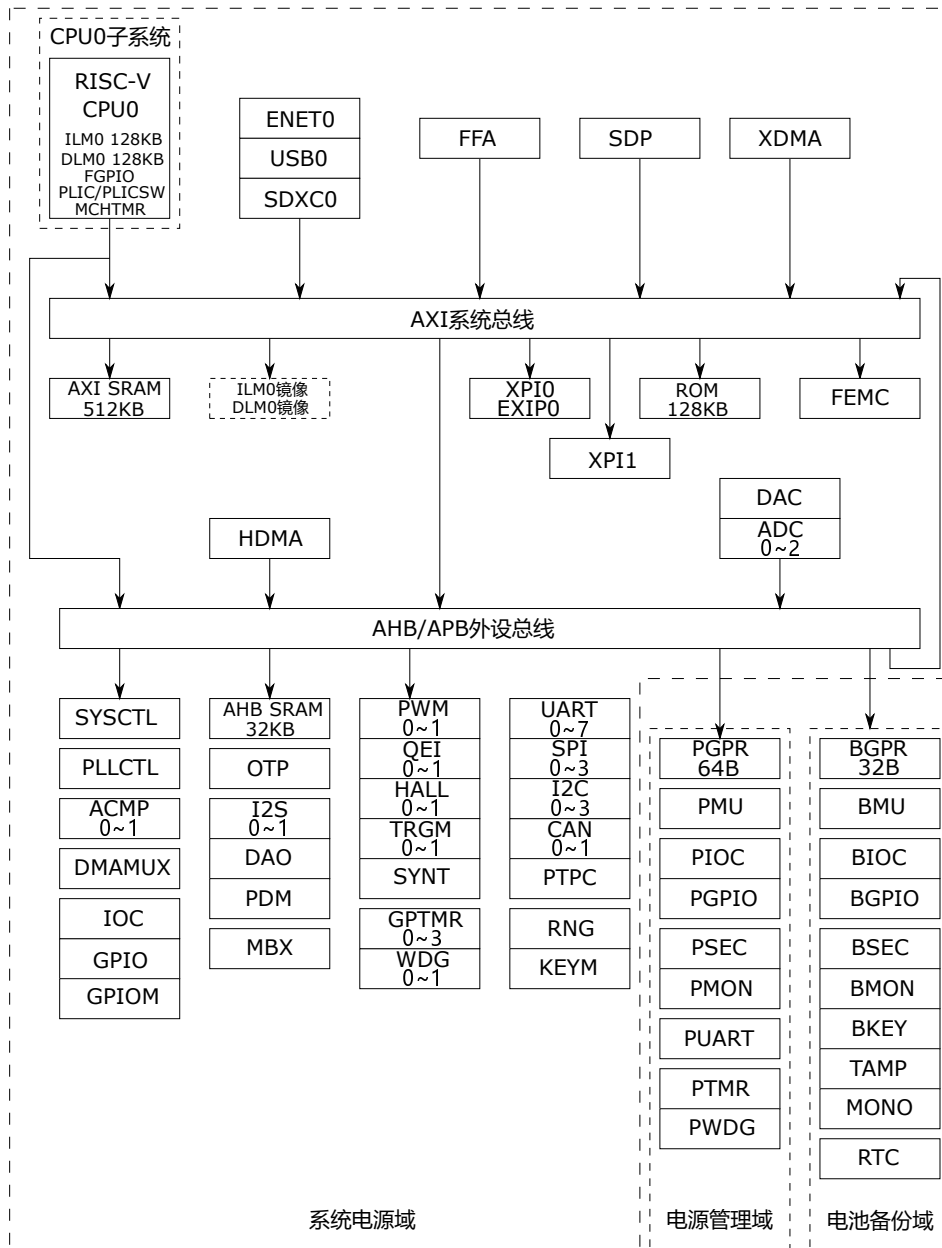 CPU0子系统
RISC-V
CPU0
ILM0 128KB
DLM0 128KB
FGPIO
PLIC/PLICSW
MCHTMR
ENET0
USB0
SDXC0
FFA
SDP
XDMA
AXI系统总线
AXI SRAM
512KB
ILM0镜像
DLM0镜像
XPI0
EXIP0
XPI1
ROM
128KB
FEMC
HDMA
DAC
ADC
0~2
AHB/APB外设总线
SYSCTL
PLLCTL
ACMP
0~1
DMAMUX
IOC
GPIO
GPIOM
AHB SRAM
32KB
OTP
I2S
0~1
DAO
PDM
MBX
PWM
0~1
QEI
0~1
HALL
0~1
TRGM
0~1
SYNT
GPTMR
0~3
WDG
0~1
UART
0~7
SPI
0~3
I2C
0~3
CAN
0~1
PTPC
RNG
KEYM
PGPR
64B
PMU
PIOC
PGPIO
PSEC
PMON
PUART
PTMR
PWDG
BGPR
32B
BMU
BIOC
BGPIO
BSEC
BMON
BKEY
TAMP
MONO
RTC
系统电源域
电源管理域
电池备份域